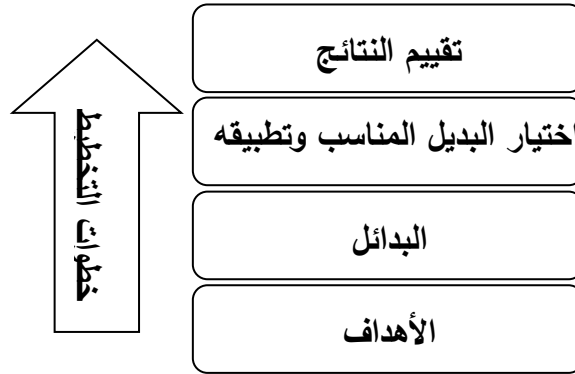 تقييم النتائج
اختيار البديل المناسب وتطبيقه
البدائل
الأهداف
خطوات التخطيط